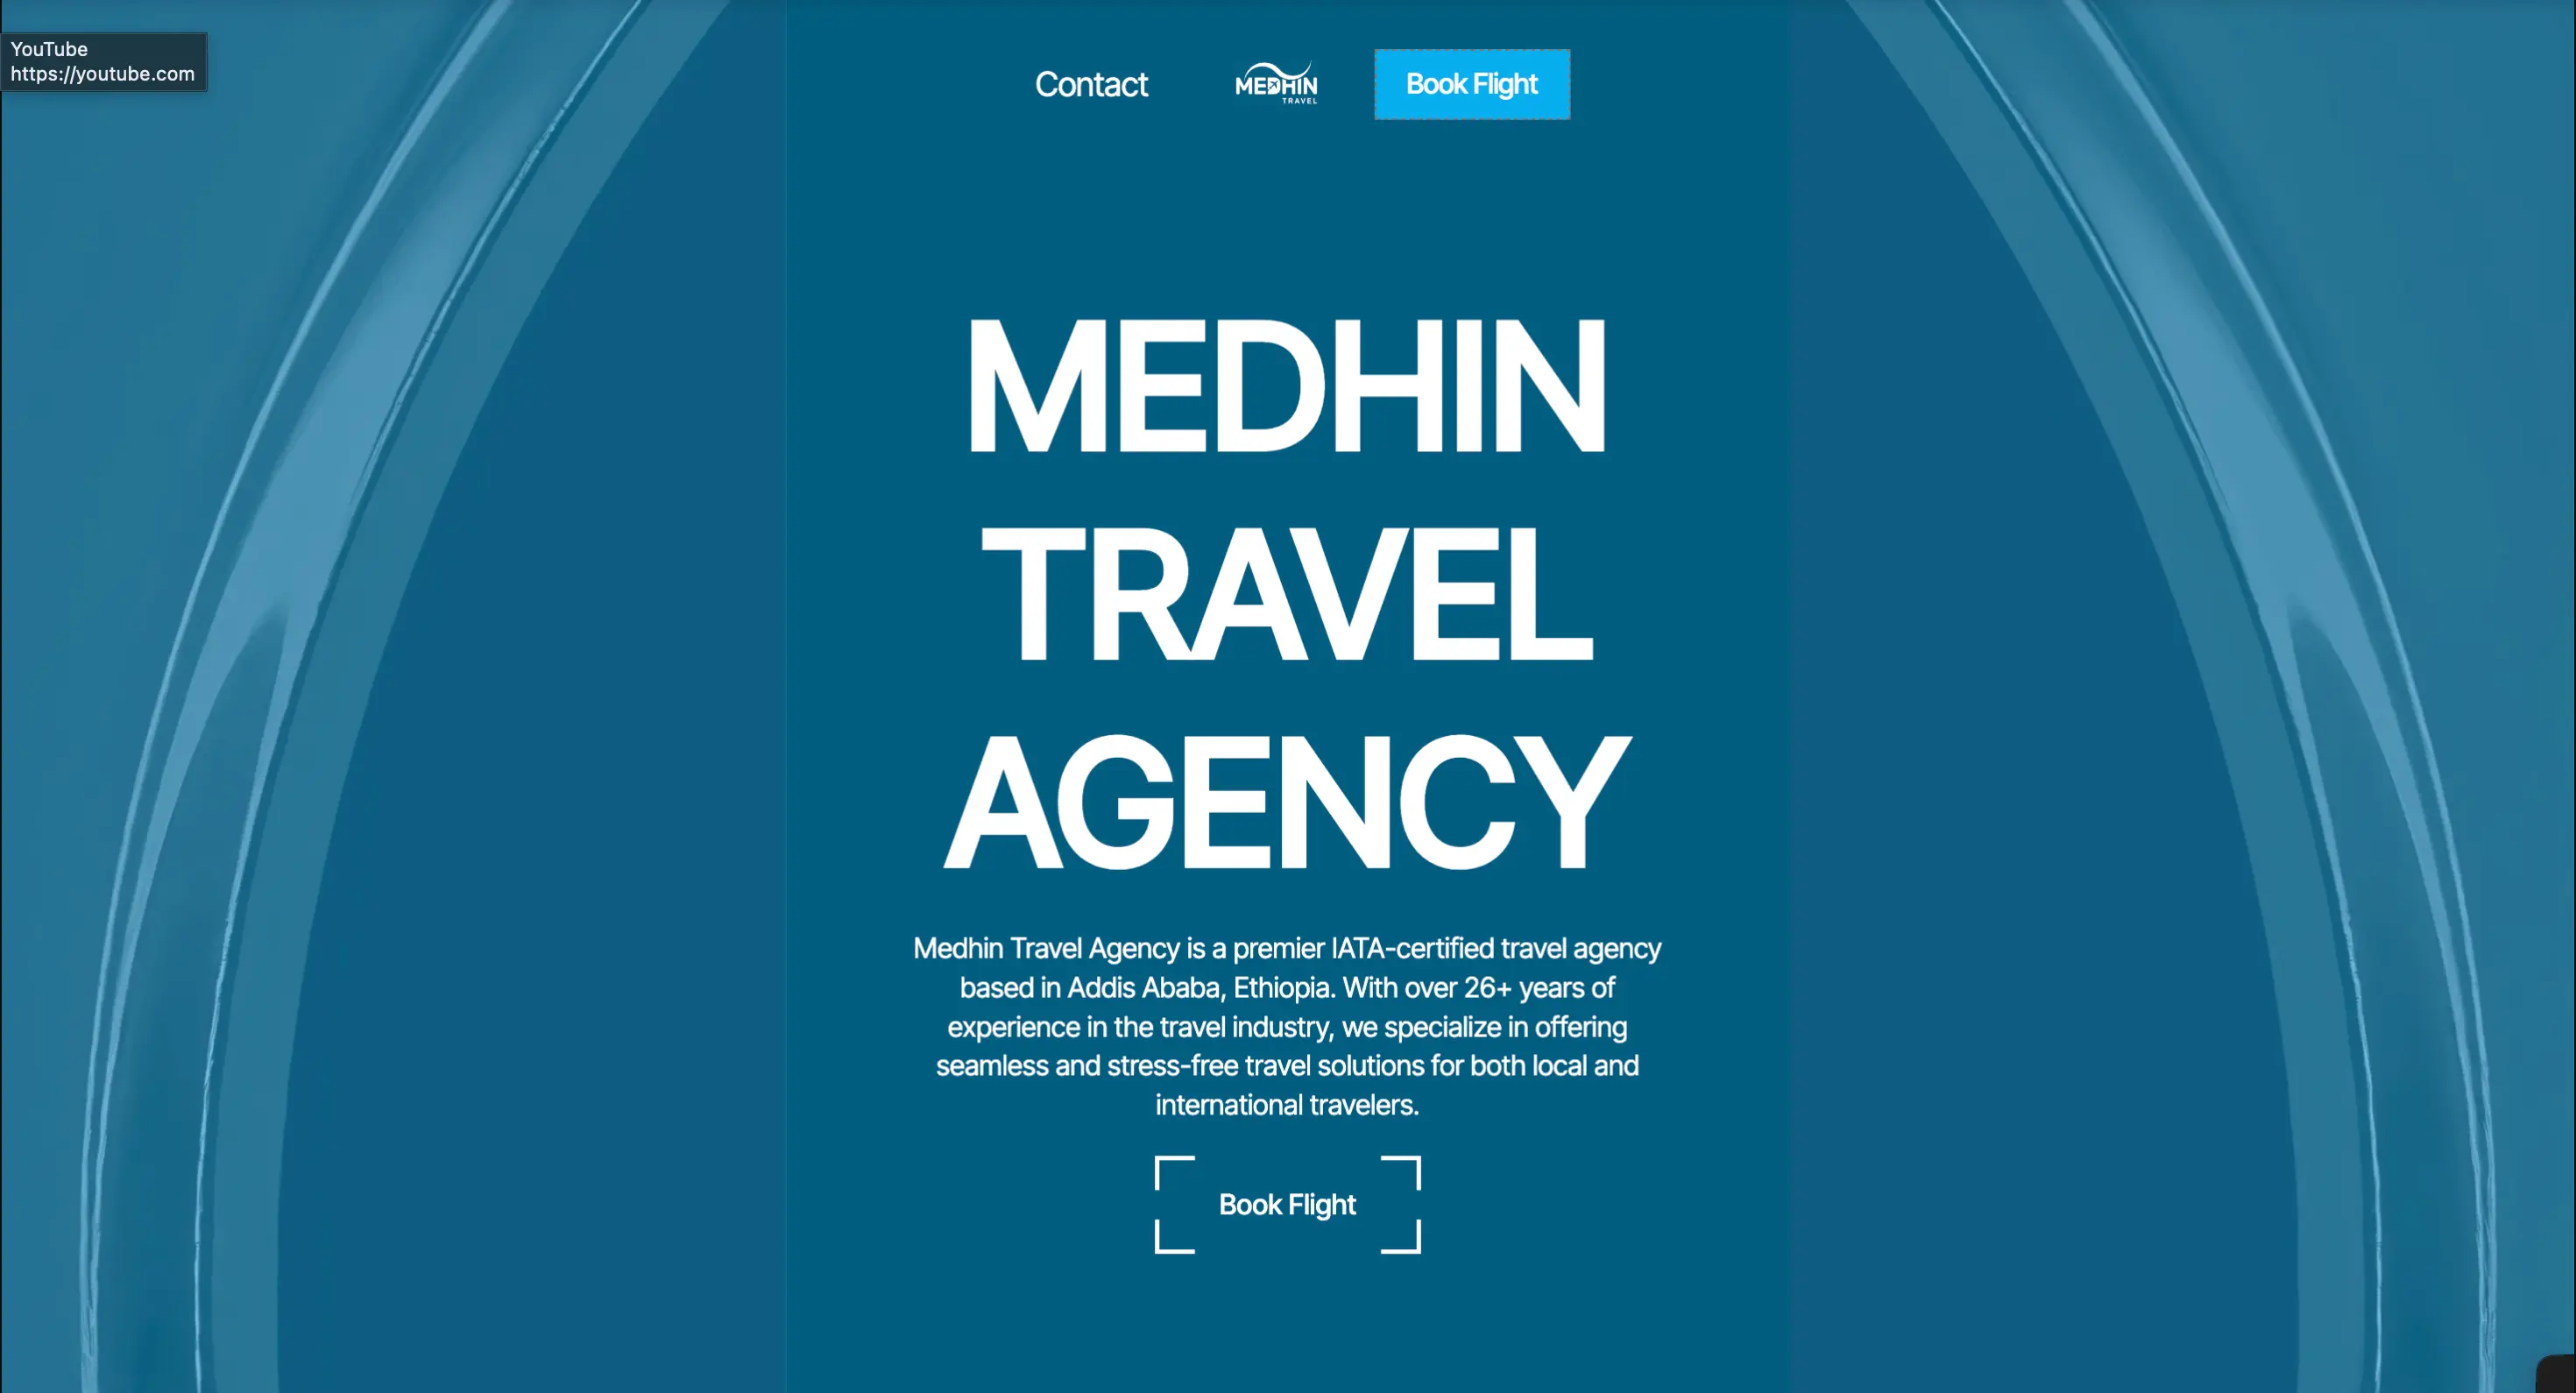 YouTube
https://youtube.com
Contact
MEDHIN
TRAVEL
Book Flight
MEDHIN
TRAVEL
AGENCY
Medhin Travel Agency is a premier IATA-certified travel agency
based in Addis Ababa, Ethiopia. With over 26+ years of
experience in the travel industry, we specialize in offering
seamless and stress-free travel solutions for both local and
international travelers.
Book Flight